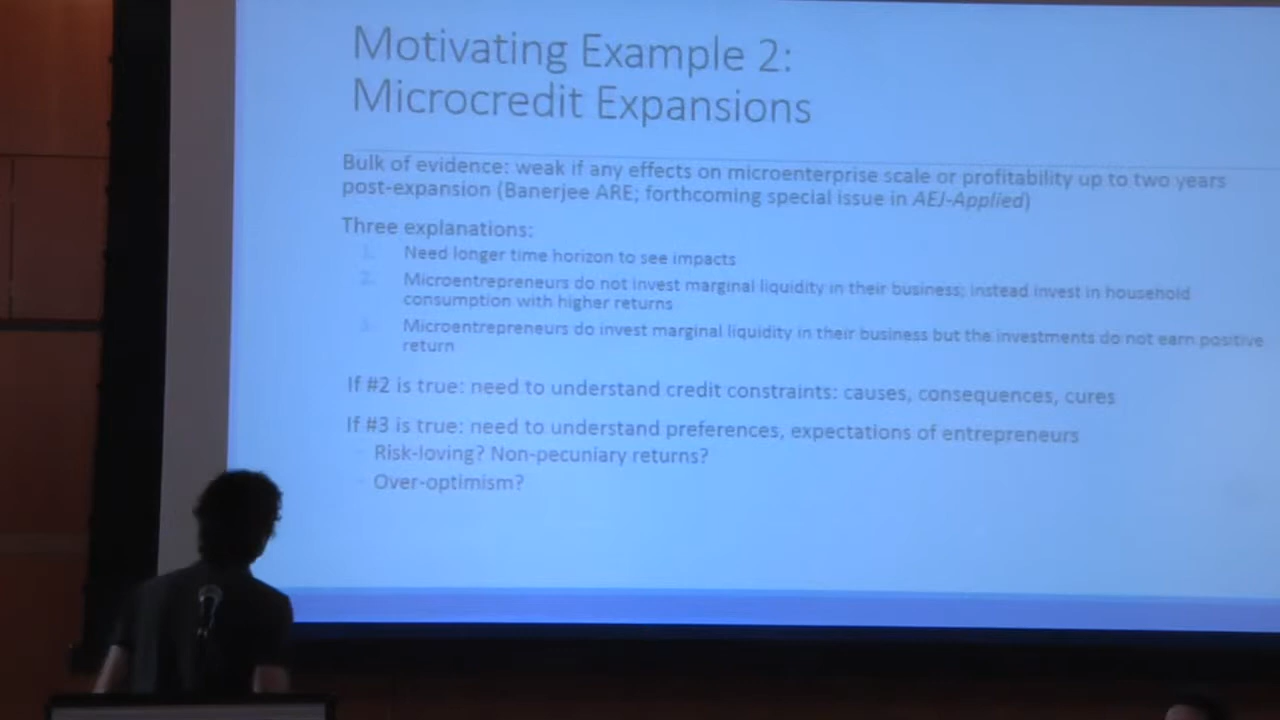 Motivating Example 2:
Microcredit Expansions
Bulk of evidence: weak if any effects on microenterprise scale or profitability up to two years
post-expansion (Banerjee ARE; forthcoming special issue in AEJ-Applied)
Three explanations:
1. Need longer time horizon to see impacts
2. Microentrepreneurs do not invest marginal liquidity in their business; instead invest in household
consumption with higher returns
3. Microentrepreneurs do invest marginal liquidity in their business but the investments do not earn positive
return
If #2 is true: need to understand credit constraints: causes, consequences, cures
If #3 is true: need to understand preferences, expectations of entrepreneurs
- Risk-loving? Non-pecuniary returns?
- Over-optimism?